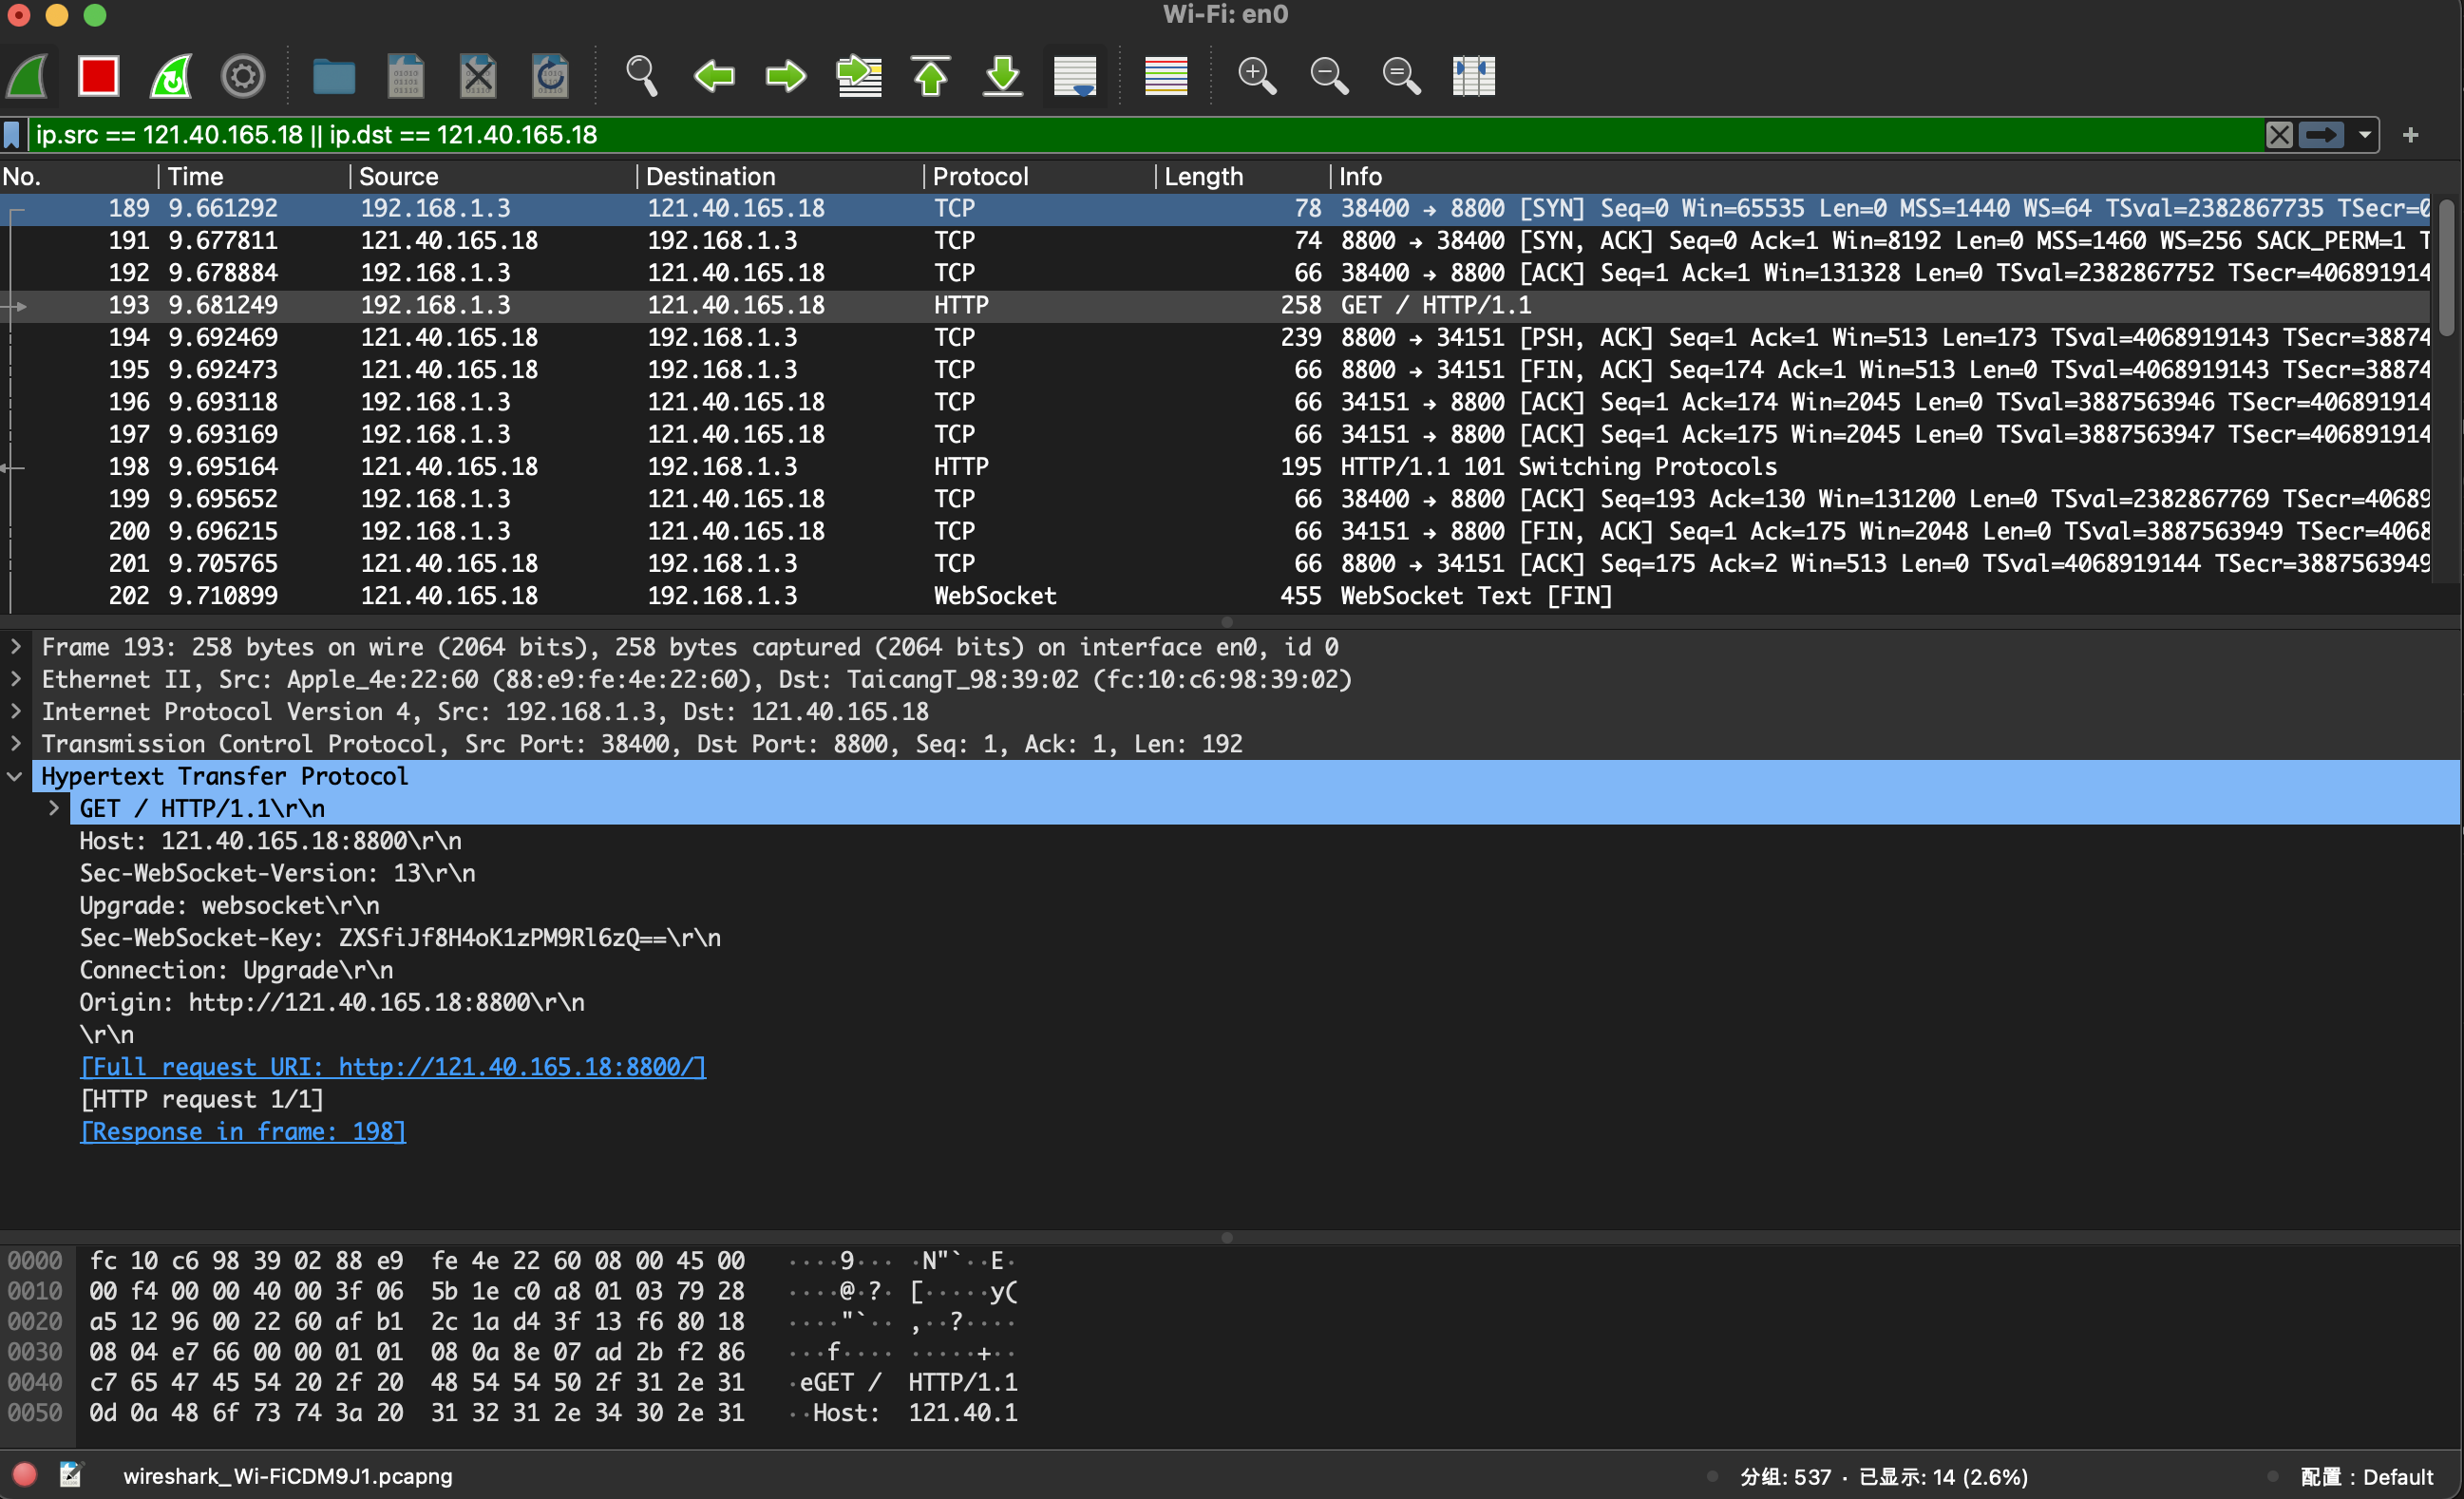 Wi-Fi: en0
ip.src == 121.40.165.18 || ip.dst == 121.40.165.18
No. Time Source Destination Protocol Length Info
189 9.661292 192.168.1.3 121.40.165.18 TCP 78 38400 → 8800 [SYN] Seq=0 Win=65535 Len=0 MSS=1440 WS=64 TSval=2382867735 TSecr=0
191 9.677811 121.40.165.18 192.168.1.3 TCP 74 8800 → 38400 [SYN, ACK] Seq=0 Ack=1 Win=8192 Len=0 MSS=1460 WS=256 SACK_PERM=1 T
192 9.678884 192.168.1.3 121.40.165.18 TCP 66 38400 → 8800 [ACK] Seq=1 Ack=1 Win=131328 Len=0 TSval=2382867752 TSecr=406891914
193 9.681249 192.168.1.3 121.40.165.18 HTTP 258 GET / HTTP/1.1
194 9.692469 121.40.165.18 192.168.1.3 TCP 239 8800 → 34151 [PSH, ACK] Seq=1 Ack=1 Win=513 Len=173 TSval=4068919143 TSecr=38874
195 9.692473 121.40.165.18 192.168.1.3 TCP 66 8800 → 34151 [FIN, ACK] Seq=174 Ack=1 Win=513 Len=0 TSval=4068919143 TSecr=38874
196 9.693118 192.168.1.3 121.40.165.18 TCP 66 34151 → 8800 [ACK] Seq=1 Ack=174 Win=2045 Len=0 TSval=3887563946 TSecr=406891914
197 9.693169 192.168.1.3 121.40.165.18 TCP 66 34151 → 8800 [ACK] Seq=1 Ack=175 Win=2045 Len=0 TSval=3887563947 TSecr=406891914
198 9.695164 121.40.165.18 192.168.1.3 HTTP 195 HTTP/1.1 101 Switching Protocols
199 9.695652 192.168.1.3 121.40.165.18 TCP 66 38400 → 8800 [ACK] Seq=193 Ack=130 Win=131200 Len=0 TSval=2382867769 TSecr=40689
200 9.696215 192.168.1.3 121.40.165.18 TCP 66 34151 → 8800 [FIN, ACK] Seq=1 Ack=175 Win=2048 Len=0 TSval=3887563949 TSecr=4068
201 9.705765 121.40.165.18 192.168.1.3 TCP 66 8800 → 34151 [ACK] Seq=175 Ack=2 Win=513 Len=0 TSval=4068919144 TSecr=3887563949
202 9.710899 121.40.165.18 192.168.1.3 WebSocket 455 WebSocket Text [FIN]
Frame 193: 258 bytes on wire (2064 bits), 258 bytes captured (2064 bits) on interface en0, id 0
Ethernet II, Src: Apple_4e:22:60 (88:e9:fe:4e:22:60), Dst: TaicangT_98:39:02 (fc:10:c6:98:39:02)
Internet Protocol Version 4, Src: 192.168.1.3, Dst: 121.40.165.18
Transmission Control Protocol, Src Port: 38400, Dst Port: 8800, Seq: 1, Ack: 1, Len: 192
Hypertext Transfer Protocol
GET / HTTP/1.1\r\n
Host: 121.40.165.18:8800\r\n
Sec-WebSocket-Version: 13\r\n
Upgrade: websocket\r\n
Sec-WebSocket-Key: ZXSfiJf8H4oK1zPM9Rl6zQ==\r\n
Connection: Upgrade\r\n
Origin: http://121.40.165.18:8800\r\n
\r\n
[Full request URI: http://121.40.165.18:8800/]
[HTTP request 1/1]
[Response in frame: 198]
0000 fc 10 c6 98 39 02 88 e9 fe 4e 22 60 08 00 45 00 ····9··· ·N"`··E·
0010 00 f4 00 00 40 00 3f 06 5b 1e c0 a8 01 03 79 28 ····@·?· [·····y(
0020 a5 12 96 00 22 60 af b1 2c 1a d4 3f 13 f6 80 18 ····"`·· ,··?····
0030 08 04 e7 66 00 00 01 01 08 0a 8e 07 ad 2b f2 86 ···f···· ·····+··
0040 c7 65 47 45 54 20 2f 20 48 54 54 50 2f 31 2e 31 ·eGET / HTTP/1.1
0050 0d 0a 48 6f 73 74 3a 20 31 32 31 2e 34 30 2e 31 ··Host: 121.40.1
wireshark_Wi-FiCDM9J1.pcapng 分组: 537 · 已显示: 14 (2.6%) 配置：Default